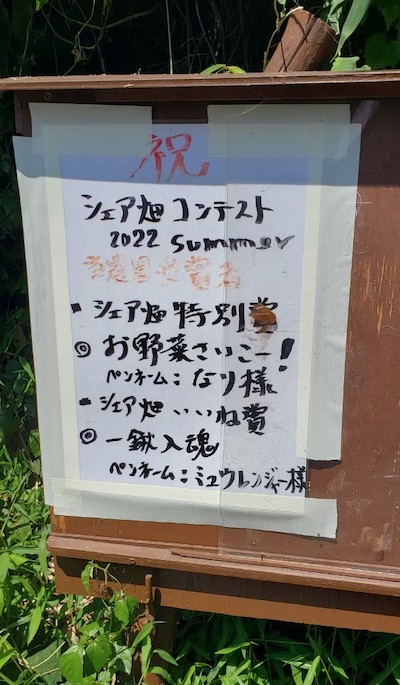 祝
シェア畑コンテスト
2022 summer
当農園受賞者
・シェア畑特別賞
◎お野菜さいこー!
ペンネーム:なり様
・シェア畑いいね賞
◎一鍬入魂
ペンネーム:ミュウレンジャー様